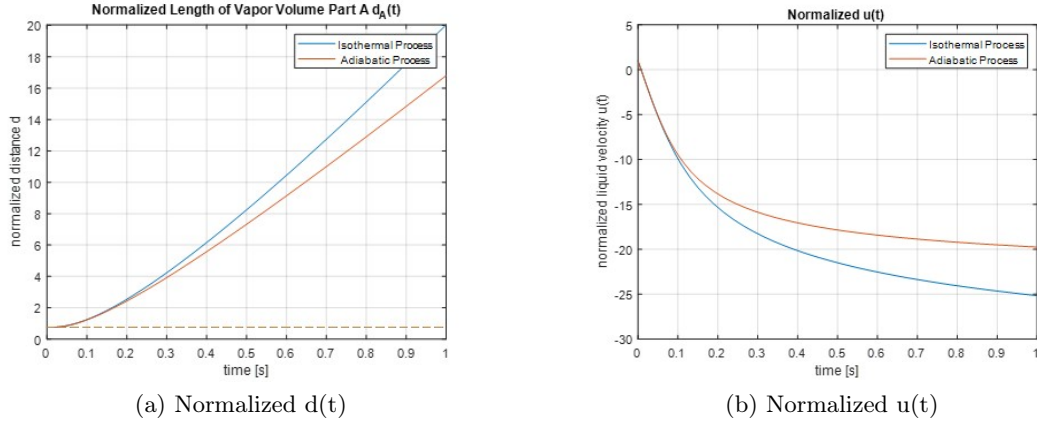 Normalized Length of Vapor Volume Part A d_A(t)
20
18
16
14
12
10
8
6
4
2
0
normalized distance d
Isothermal Process
Adiabatic Process
0 0.1 0.2 0.3 0.4 0.5 0.6 0.7 0.8 0.9 1
time [s]
(a) Normalized d(t)
Normalized u(t)
5
0
-5
-10
-15
-20
-25
-30
normalized liquid velocity u(t)
Isothermal Process
Adiabatic Process
0 0.1 0.2 0.3 0.4 0.5 0.6 0.7 0.8 0.9 1
time [s]
(b) Normalized u(t)